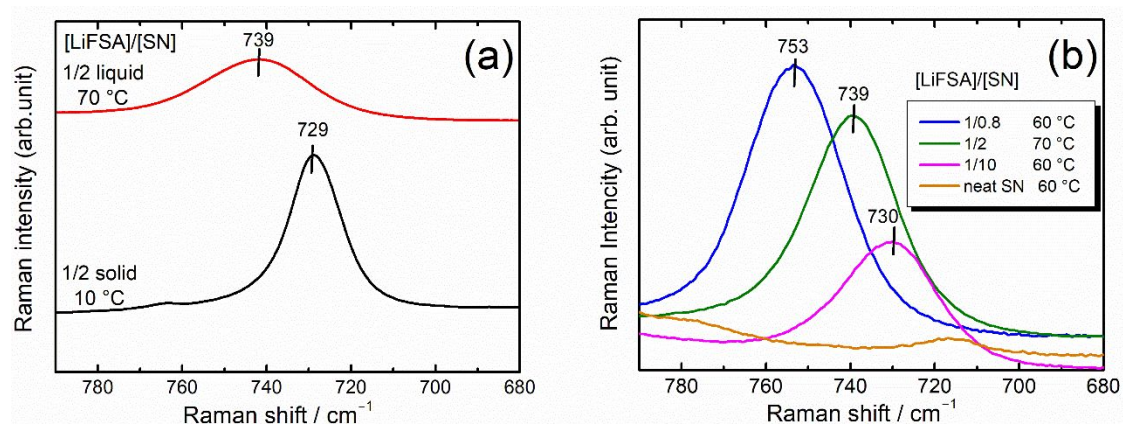 [LiFSA]/[SN]
1/2 liquid
70 °C
739
(a)
729
1/2 solid
10 °C
Raman intensity (arb.unit)
780 760 740 720 700 680
Raman shift / cm⁻¹
(b)
753
739
730
[LiFSA]/[SN]
1/0.8 60 °C
1/2 70 °C
1/10 60 °C
neat SN 60 °C
Raman Intencity (arb. unit)
780 760 740 720 700 680
Raman shift / cm⁻¹